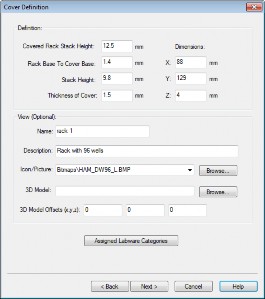 Cover Definition
Definition:
Covered Rack Stack Height: 12.5 mm Dimensions:
Rack Base To Cover Base: 1.4 mm X: 88 mm
Stack Height: 9.8 mm Y: 129 mm
Thickness of Cover: 1.5 mm Z: 4 mm
View (Optional):
Name: rack 1
Description: Rack with 96 wells
Icon/Picture: Bitmaps\HAM_DW96_L.BMP Browse...
3D Model: Browse...
3D Model Offsets (x,y,z): 0 0 0
Assigned Labware Categories
< Back Next > Cancel Help